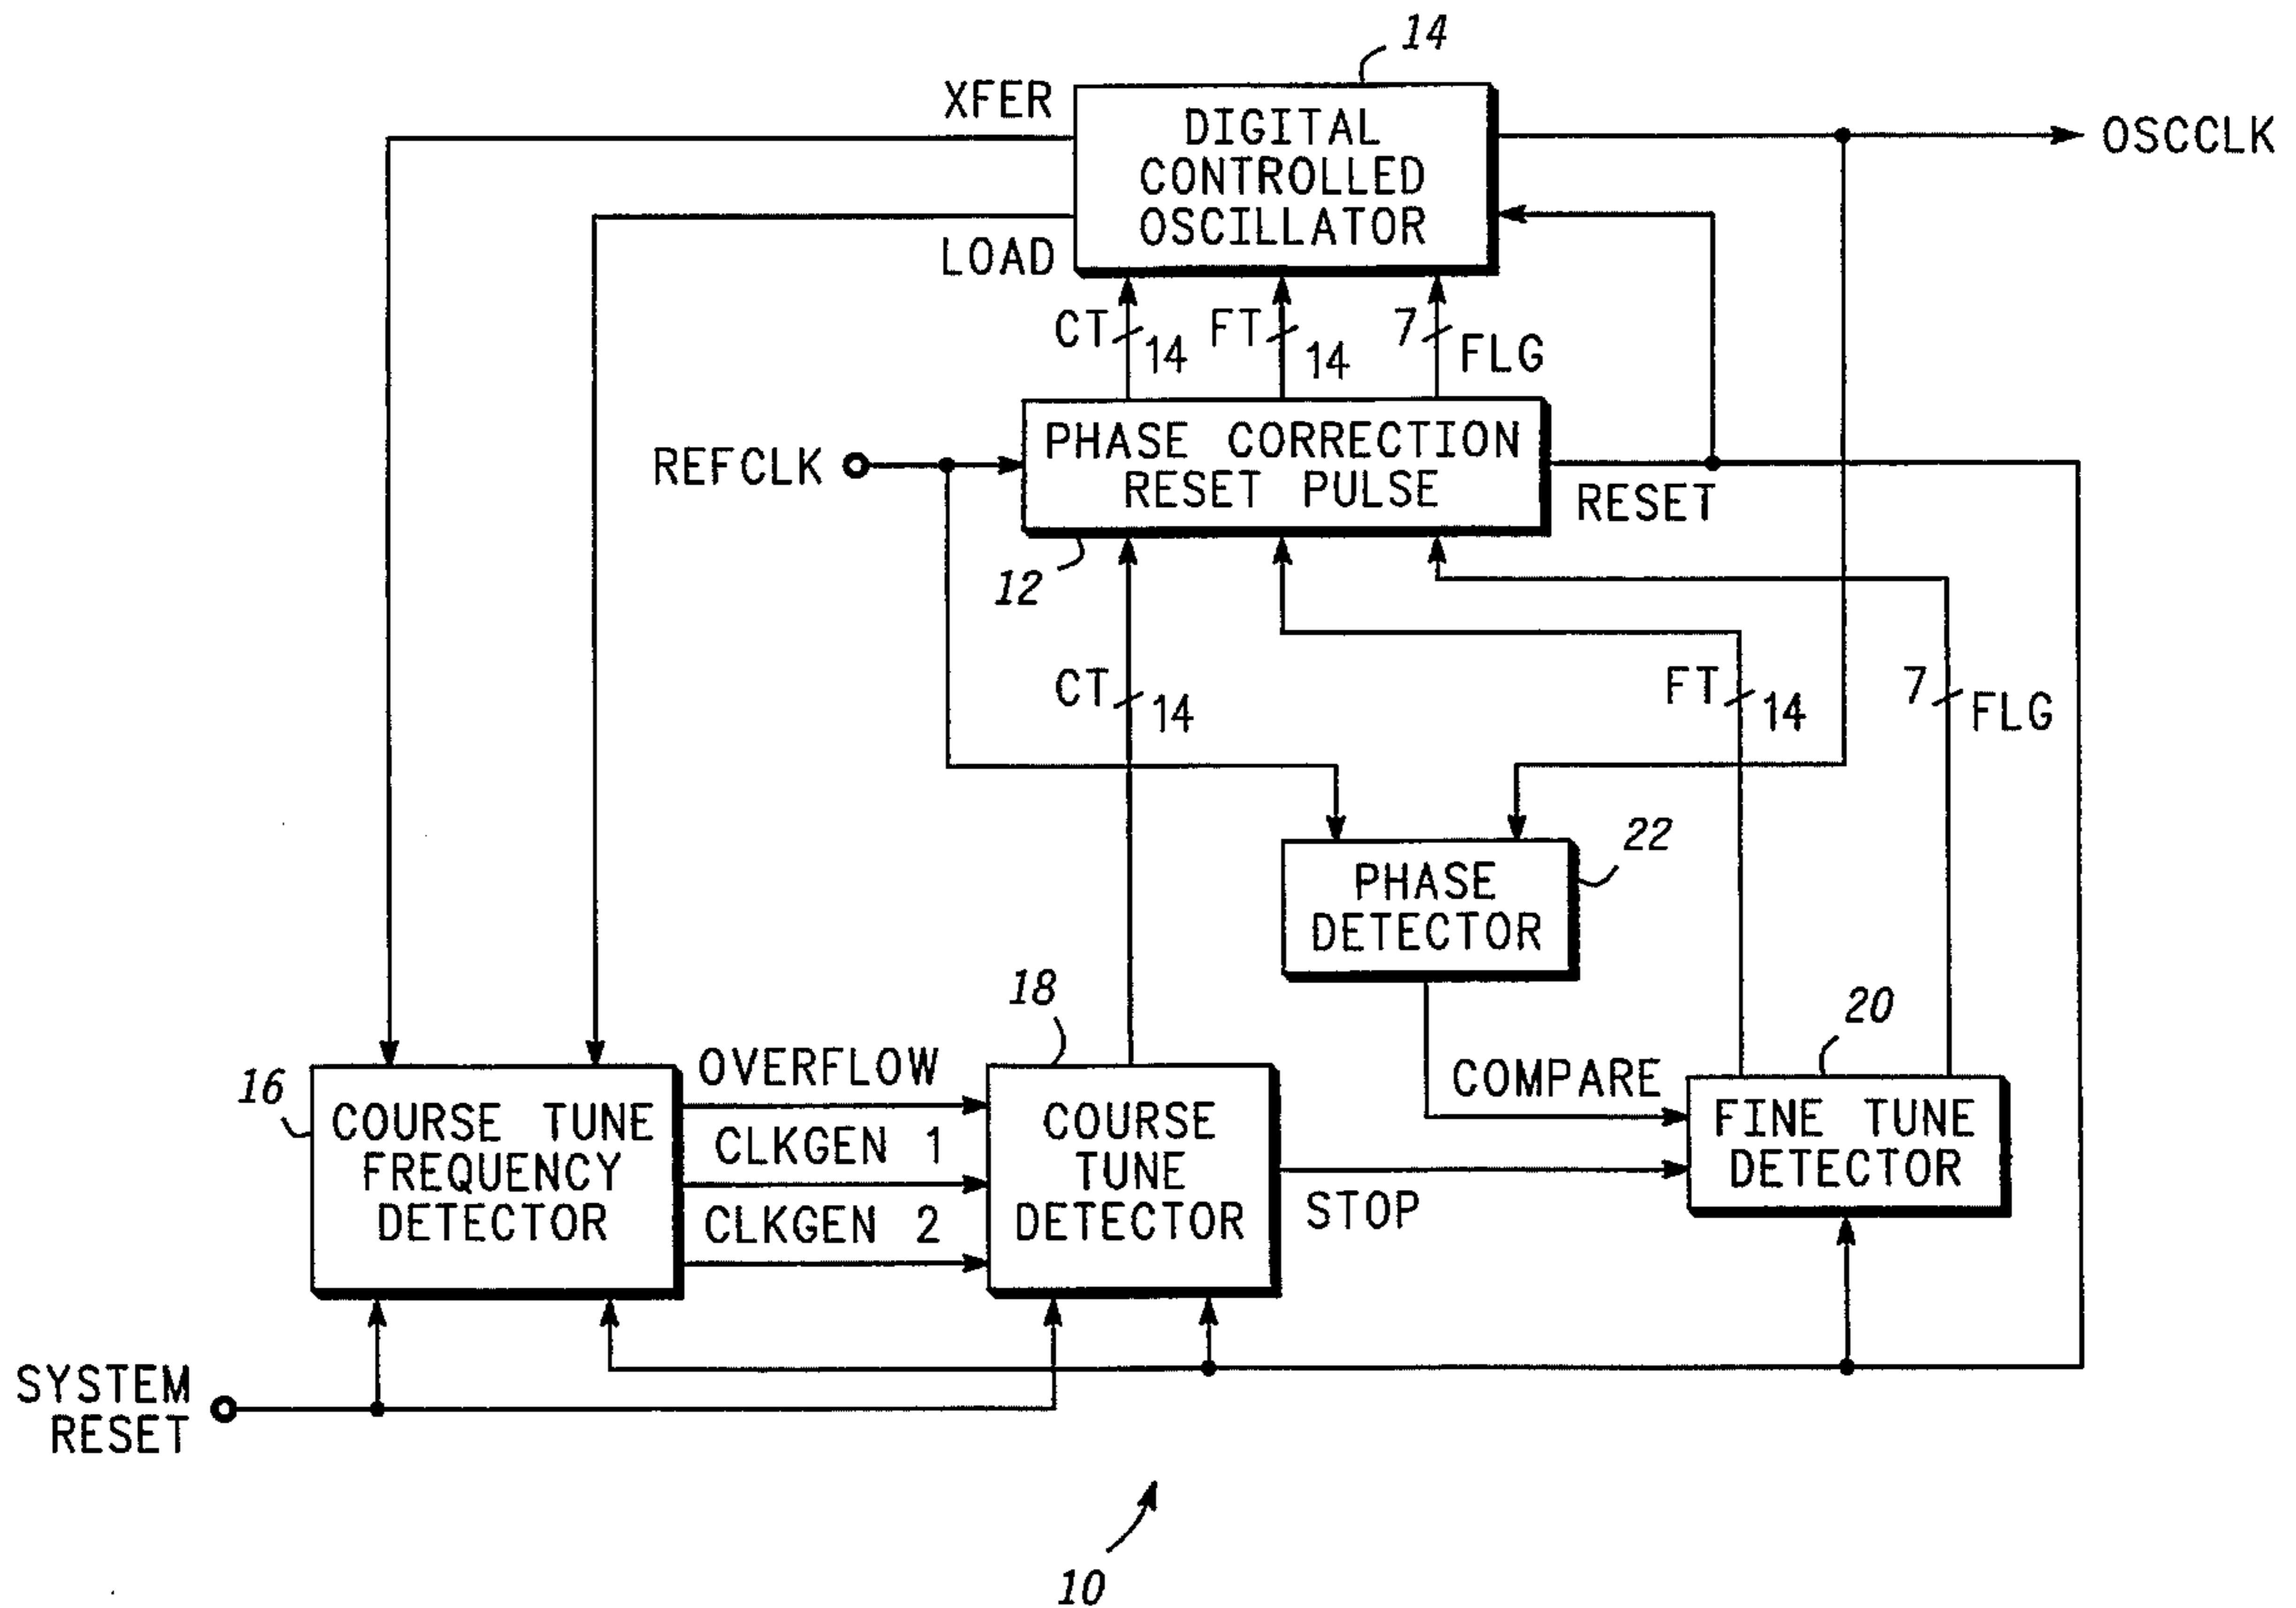 14
XFER
DIGITAL
CONTROLLED
OSCILLATOR
OSCCLK
LOAD
CT 14
FT 14
7 FLG
REFCLK
PHASE CORRECTION
RESET PULSE
RESET
12
CT 14
FT 14
7 FLG
22
PHASE
DETECTOR
18
20
16
OVERFLOW
COMPARE
COURSE TUNE
FREQUENCY
DETECTOR
CLKGEN 1
CLKGEN 2
COURSE
TUNE
DETECTOR
STOP
FINE TUNE
DETECTOR
SYSTEM
RESET
10